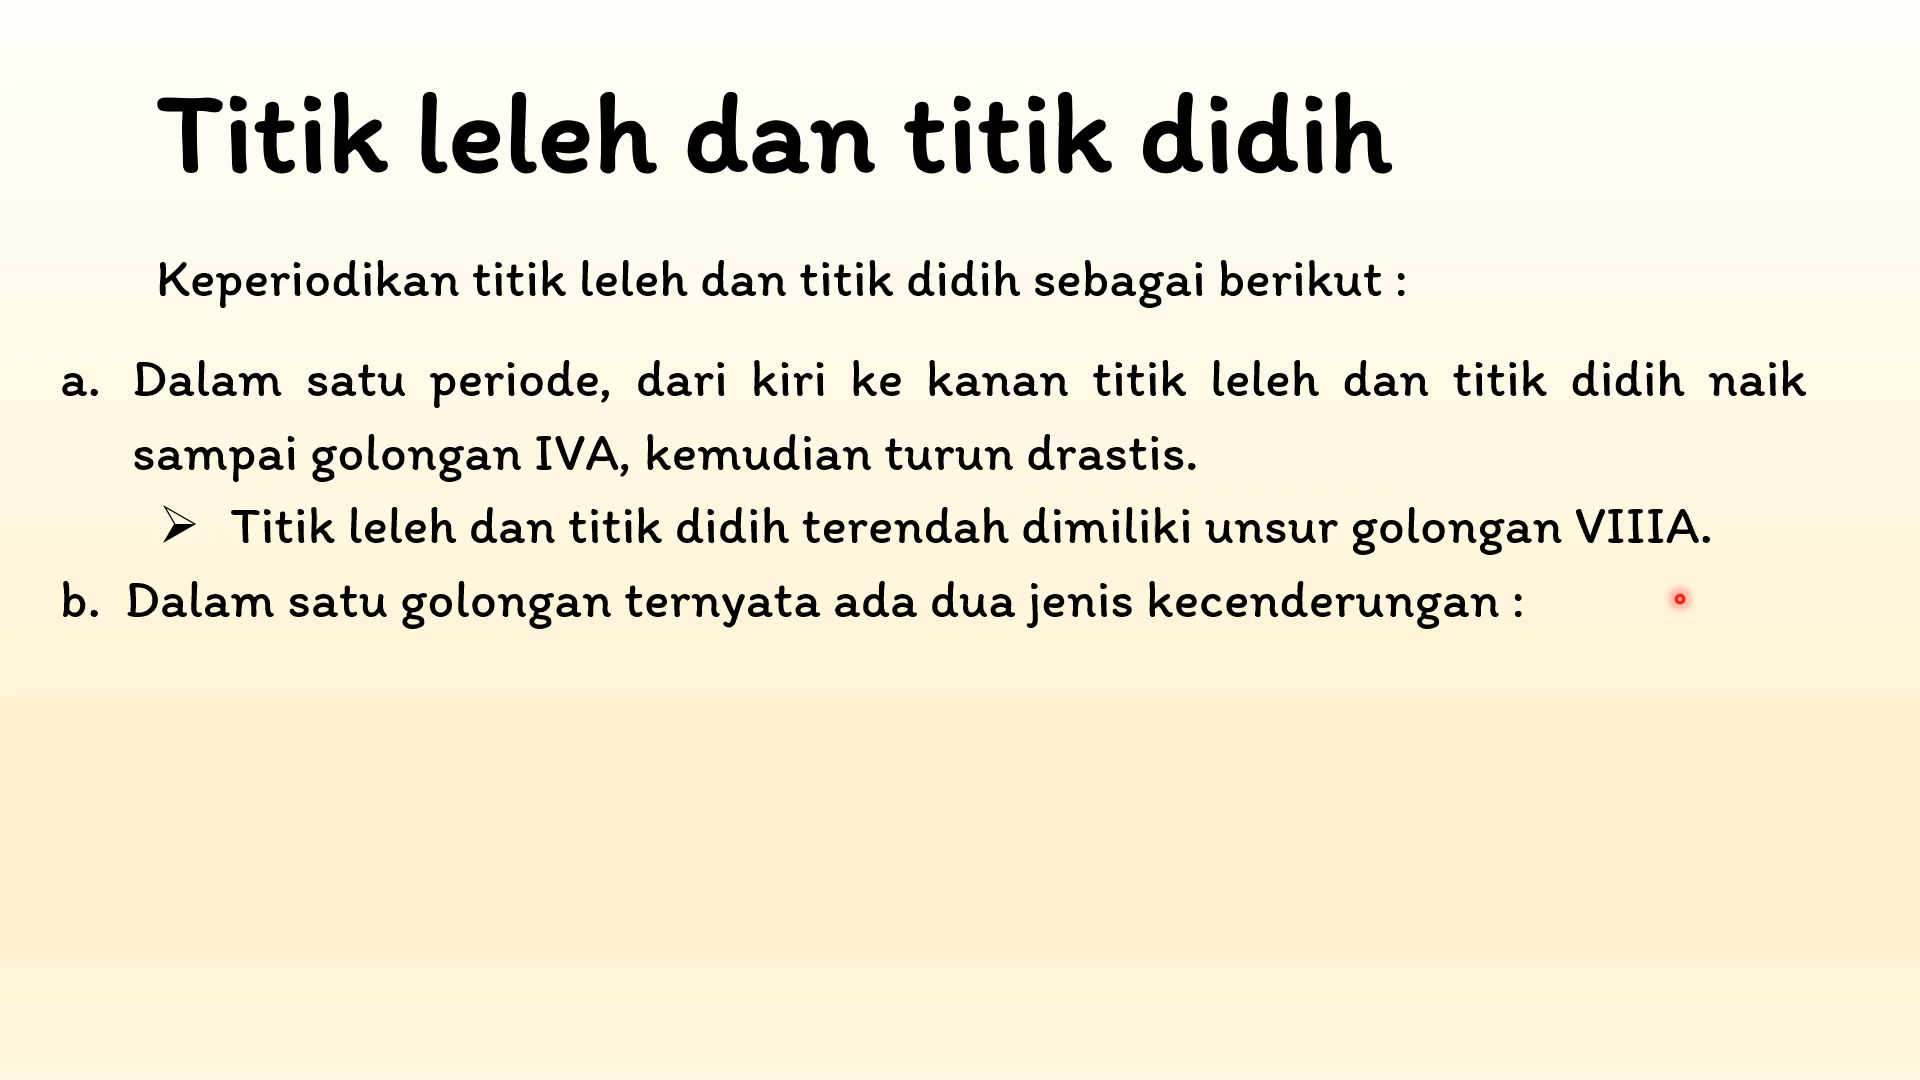 Titik leleh dan titik didih
Keperiodikan titik leleh dan titik didih sebagai berikut :
a. Dalam satu periode, dari kiri ke kanan titik leleh dan titik didih naik
sampai golongan IVA, kemudian turun drastis.
➢ Titik leleh dan titik didih terendah dimiliki unsur golongan VIIIA.
b. Dalam satu golongan ternyata ada dua jenis kecenderungan :